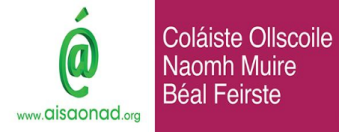 á
www.aisaonad.org
Coláiste Ollscoile
Naomh Muire
Béal Feirste